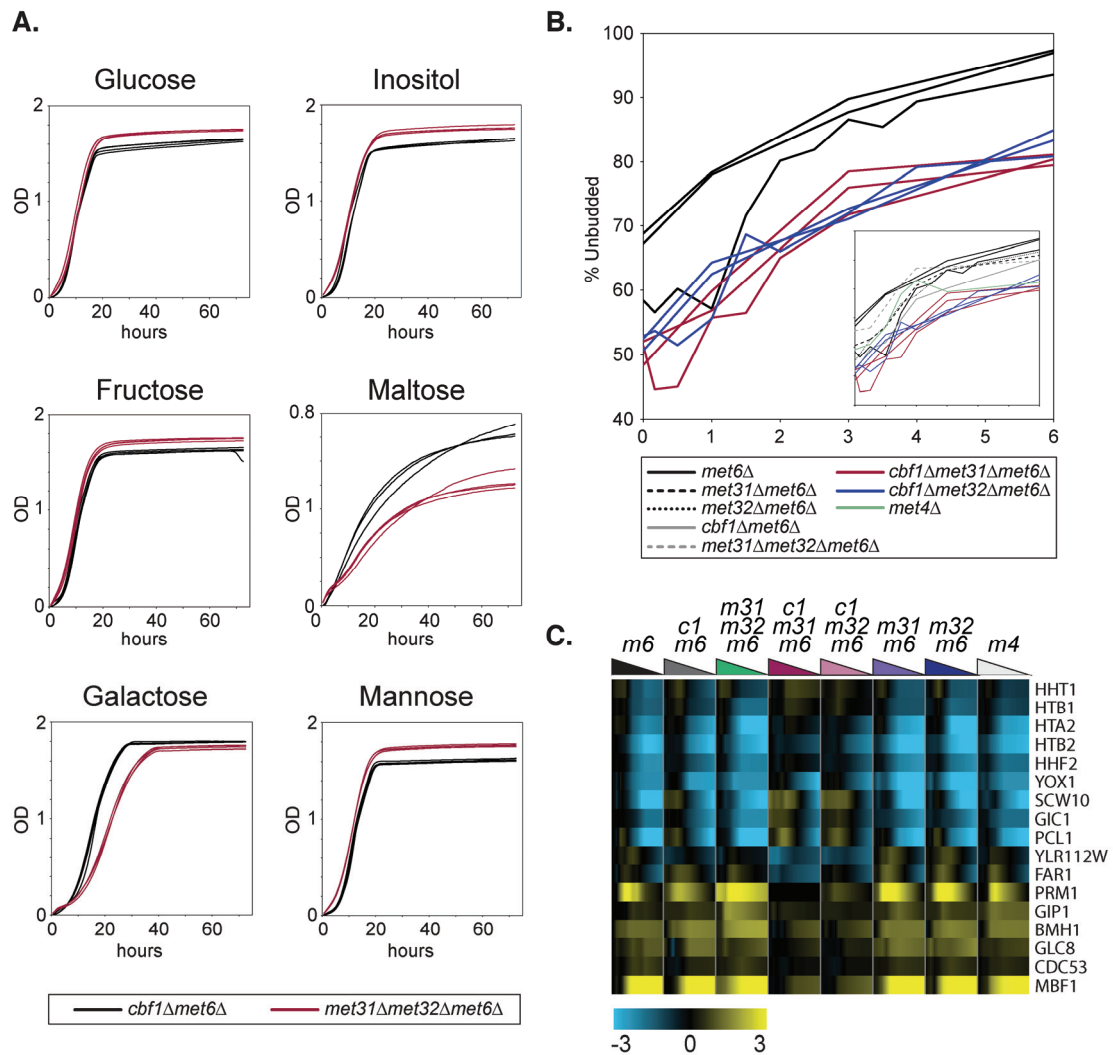 A.
Glucose
2
1
0
OD
0 20 40 60
hours
Inositol
2
1
0
OD
0 20 40 60
hours
Fructose
2
1
0
OD
0 20 40 60
hours
Maltose
0.8
1
0
OD
0 20 40 60
hours
Galactose
2
1
0
OD
0 20 40 60
hours
Mannose
2
1
0
OD
0 20 40 60
hours
cbf1Δmet6Δ
met31Δmet32Δmet6Δ
B.
100
90
80
70
60
50
40
% Unbudded
0 1 2 3 4 5 6
met6Δ
met31Δmet6Δ
met32Δmet6Δ
cbf1Δmet6Δ
met31Δmet32Δmet6Δ
cbf1Δmet31Δmet6Δ
cbf1Δmet32Δmet6Δ
met4Δ
C.
m31 c1 c1
c1 m32 m31 m32 m31 m32
m6 m6 m6 m6 m6 m6 m6 m4
HHT1
HTB1
HTA2
HTB2
HHF2
YOX1
SCW10
GIC1
PCL1
YLR112W
FAR1
PRM1
GIP1
BMH1
GLC8
CDC53
MBF1
-3 0 3